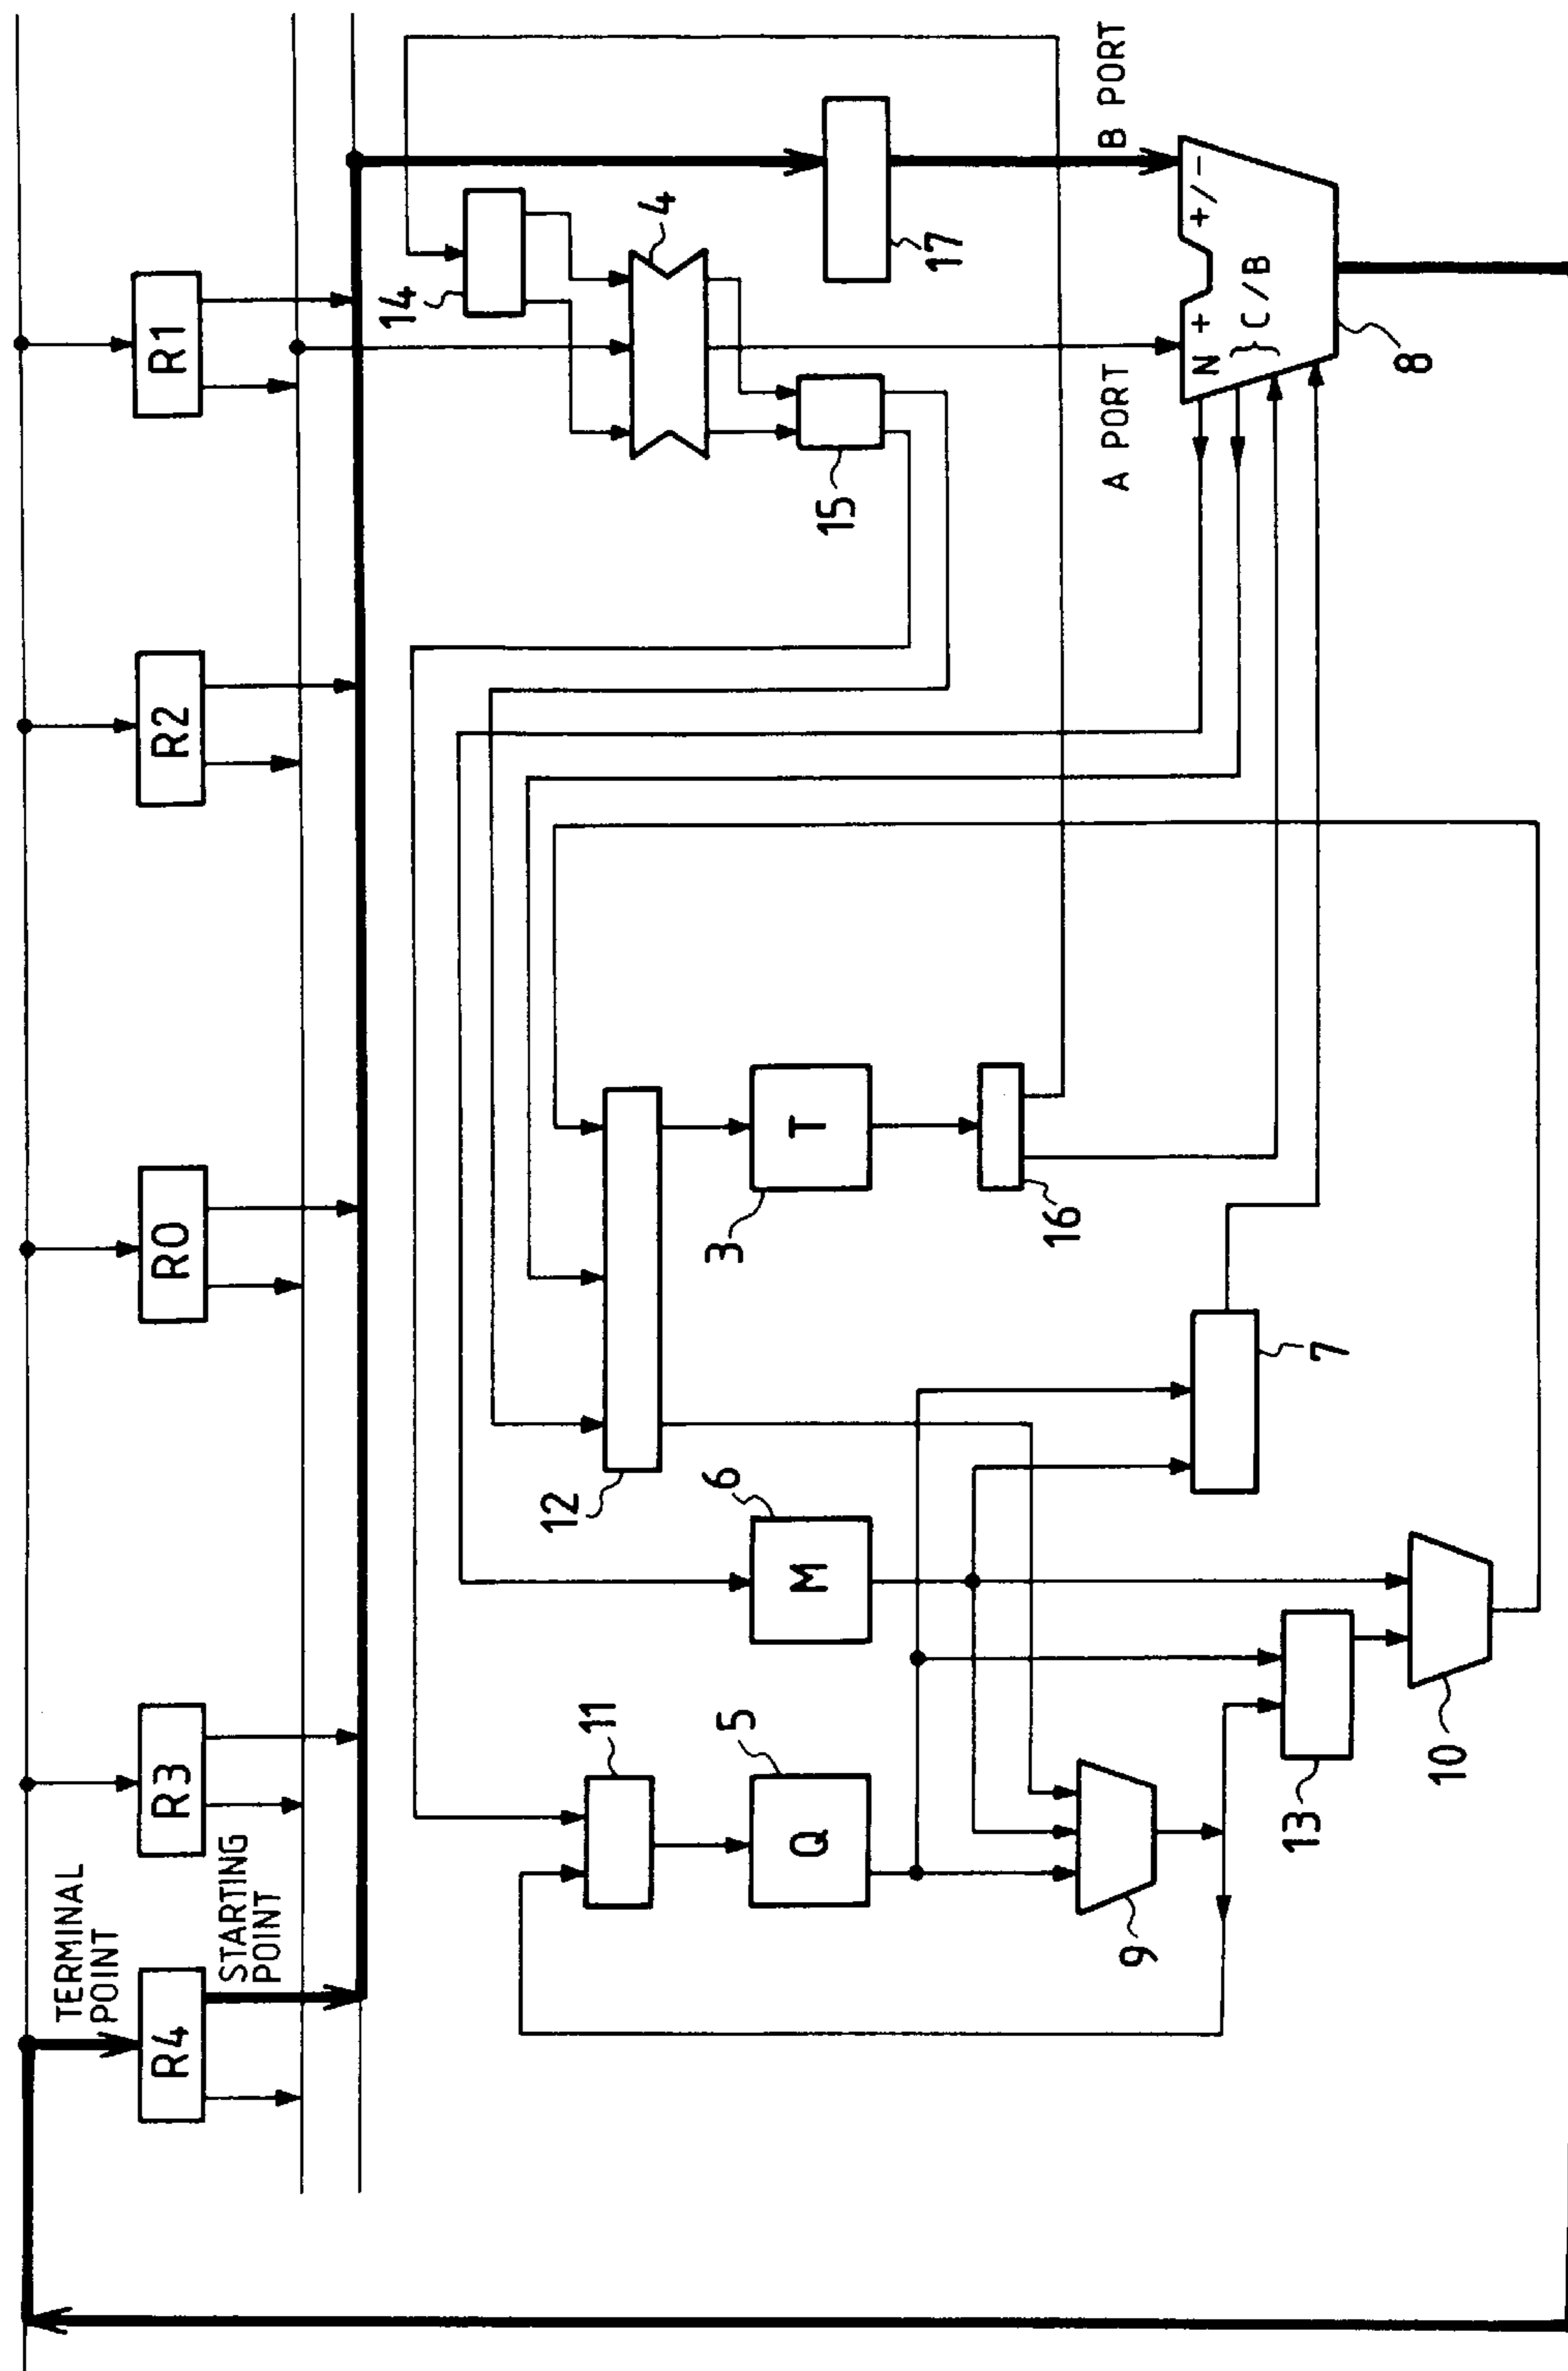 TERMINAL
POINT
STARTING
POINT
R4
R3
R0
R2
R1
11
Q
5
9
M
6
12
13
10
7
T
3
16
14
4
15
17
A PORT
B PORT
N + +/-
} C/B
8